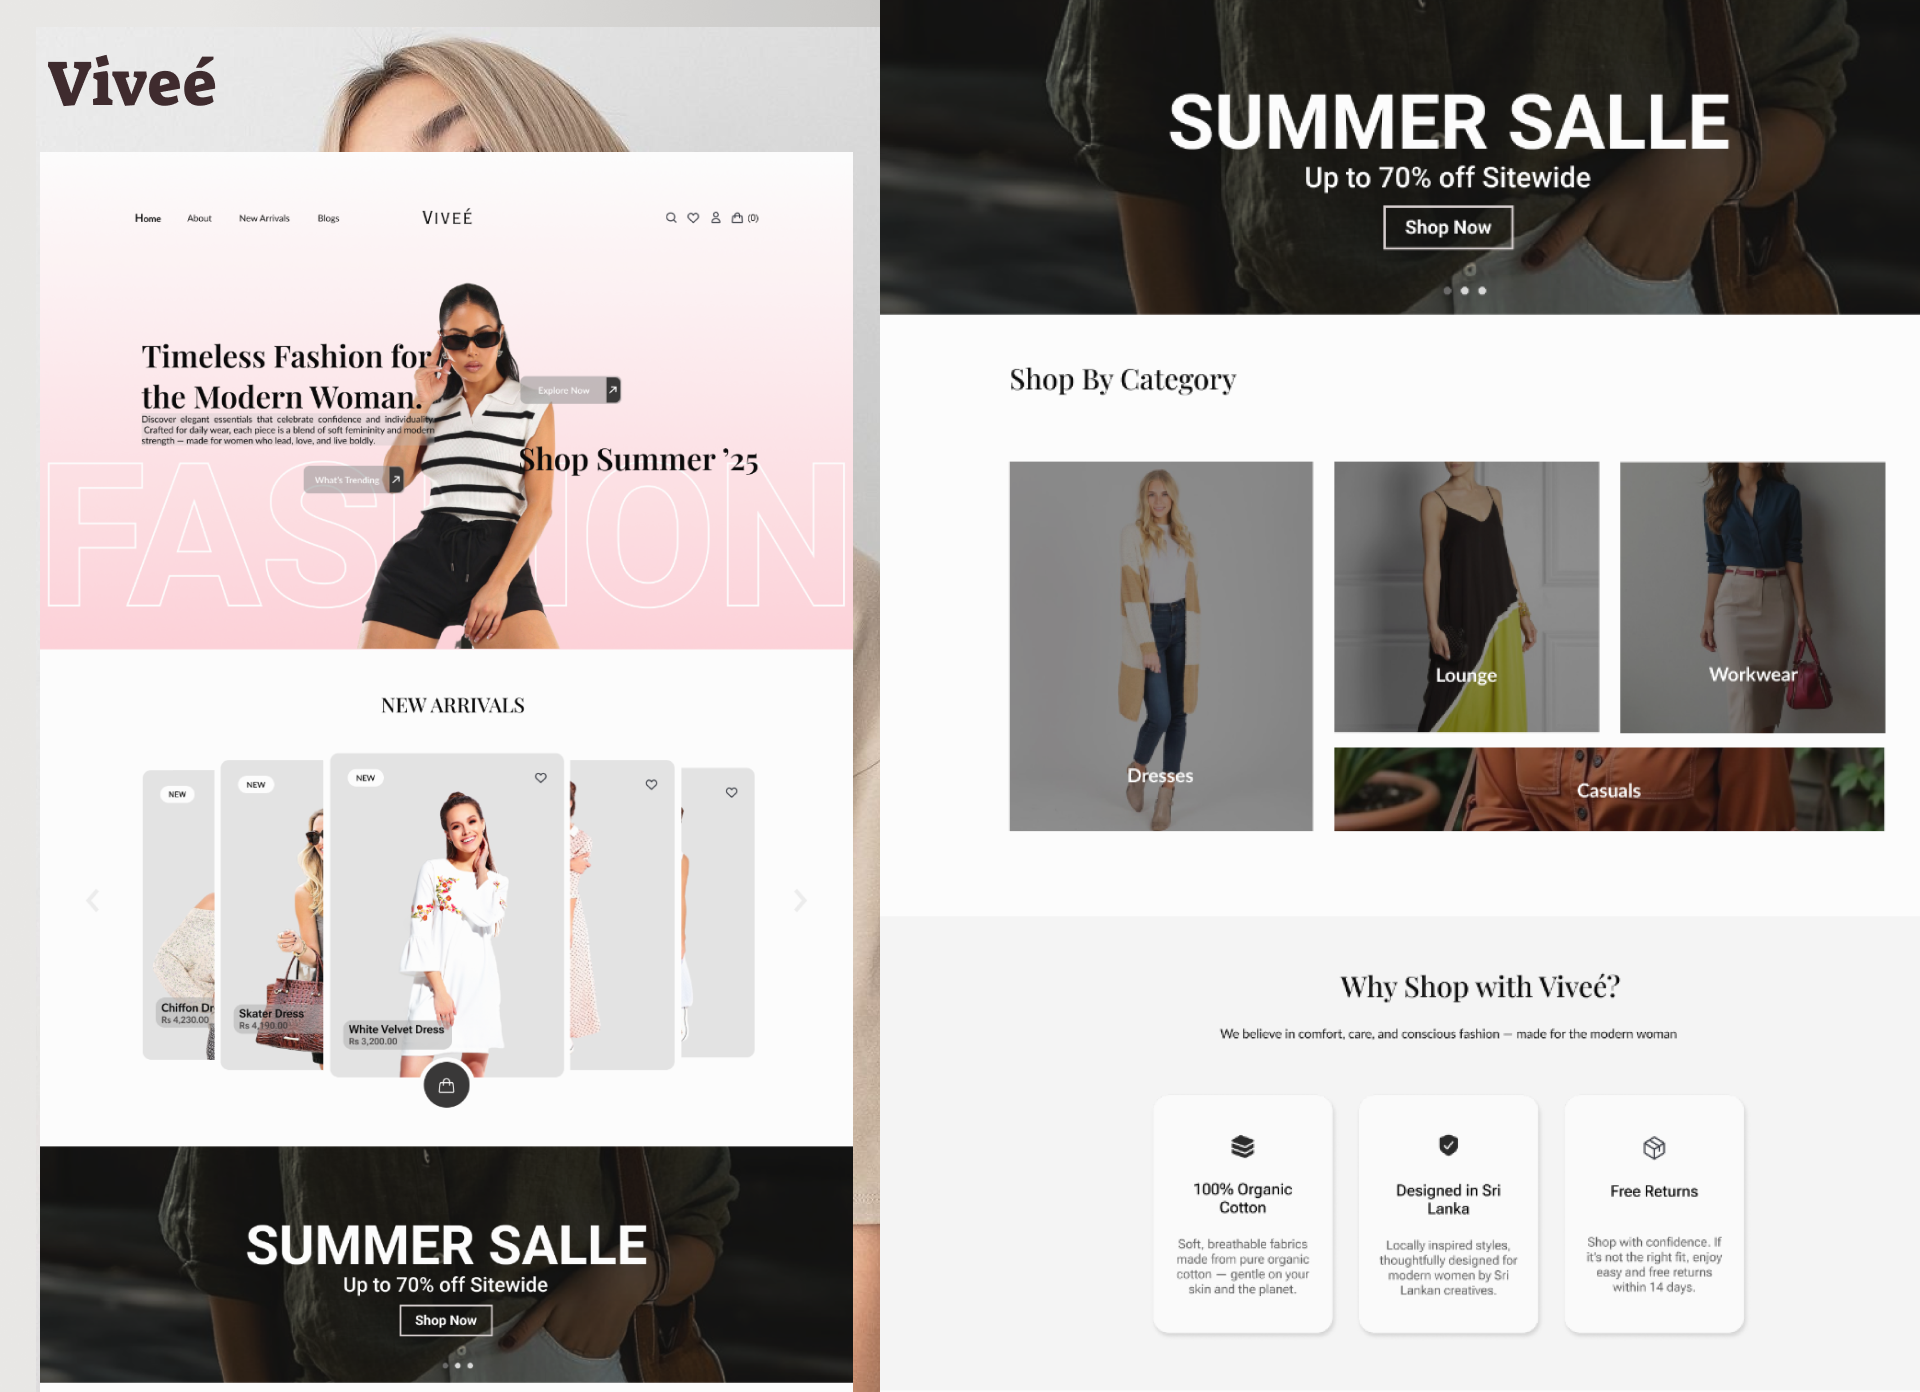 Viveé
Home About New Arrivals Blogs VIVEÉ (0)
Timeless Fashion for
the Modern Woman.
Discover elegant essentials that celebrate confidence and individuality.
Crafted for daily wear, each piece is a blend of soft femininity and modern
strength — made for women who lead, love, and live boldly.
Explore Now
Shop Summer ’25
What's Trending
FASHION
NEW ARRIVALS
NEW
NEW
NEW
Chiffon Dr
Rs 4,230.00
Skater Dress
Rs 4,190.00
White Velvet Dress
Rs 3,200.00
SUMMER SALLE
Up to 70% off Sitewide
Shop Now
SUMMER SALLE
Up to 70% off Sitewide
Shop Now
Shop By Category
Dresses
Lounge
Workwear
Casuals
Why Shop with Viveé?
We believe in comfort, care, and conscious fashion — made for the modern woman
100% Organic
Cotton
Soft, breathable fabrics
made from pure organic
cotton — gentle on your
skin and the planet.
Designed in Sri
Lanka
Locally inspired styles,
thoughtfully designed for
modern women by Sri
Lankan creatives.
Free Returns
Shop with confidence. If
it's not the right fit, enjoy
easy and free returns
within 14 days.